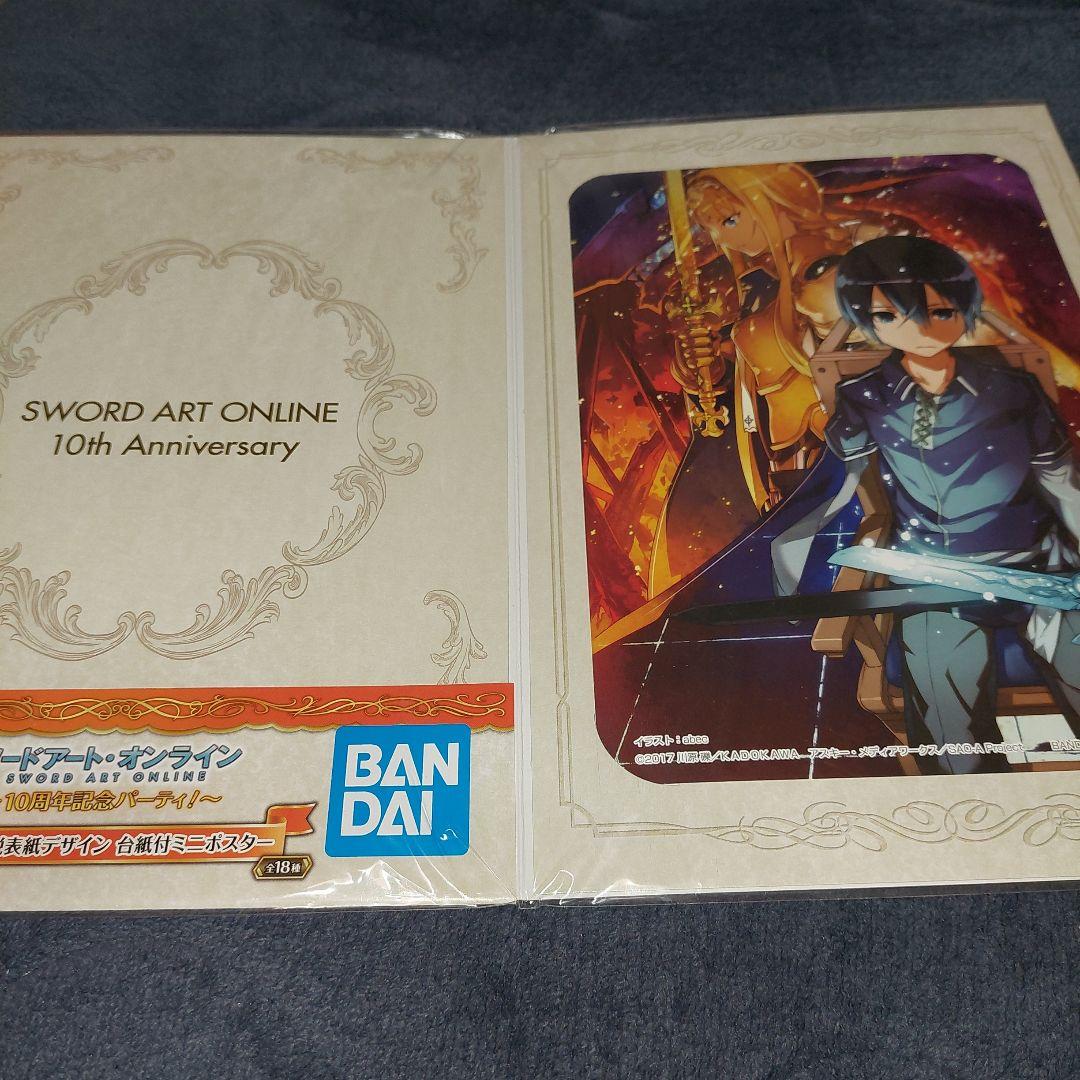 SWORD ART ONLINE
10th Anniversary
ードアート・オンライン
SWORD ART ONLINE
10周年記念パーティ!～
表紙デザイン 台紙付ミニポスター
全18種
BAN
DAI
イラスト：abec
©2017 川原 礫／KADOKAWA アスキー・メディアワークス／SAO-A Project BAND